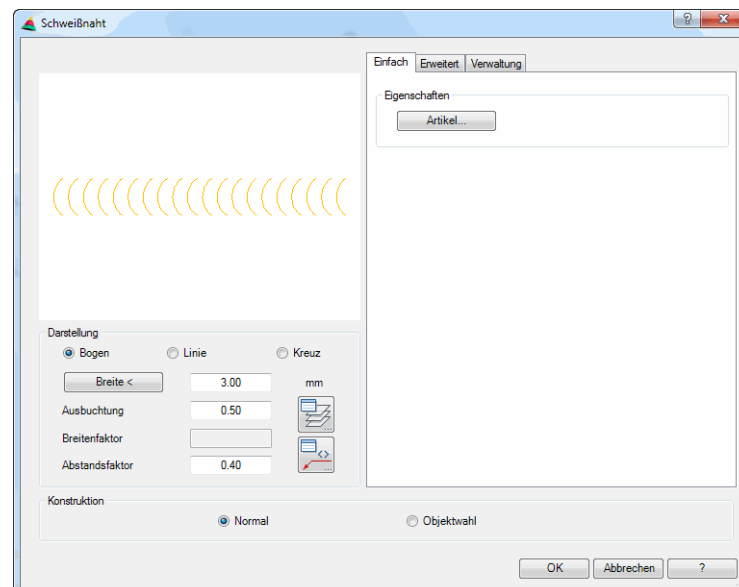 Schweißnaht
?
X
Einfach Erweitert Verwaltung
Eigenschaften
Artikel...
Darstellung
Bogen Linie Kreuz
Breite < 3.00 mm
Ausbuchtung 0.50
Breitenfaktor
Abstandsfaktor 0.40
Konstruktion
Normal Objektwahl
OK Abbrechen ?